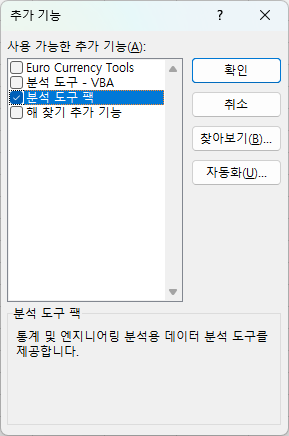 추가 기능
사용 가능한 추가 기능(A):
Euro Currency Tools
분석 도구 - VBA
분석 도구 팩
해 찾기 추가 기능
확인
취소
찾아보기(B)...
자동화(U)...
분석 도구 팩
통계 및 엔지니어링 분석용 데이터 분석 도구를
제공합니다.